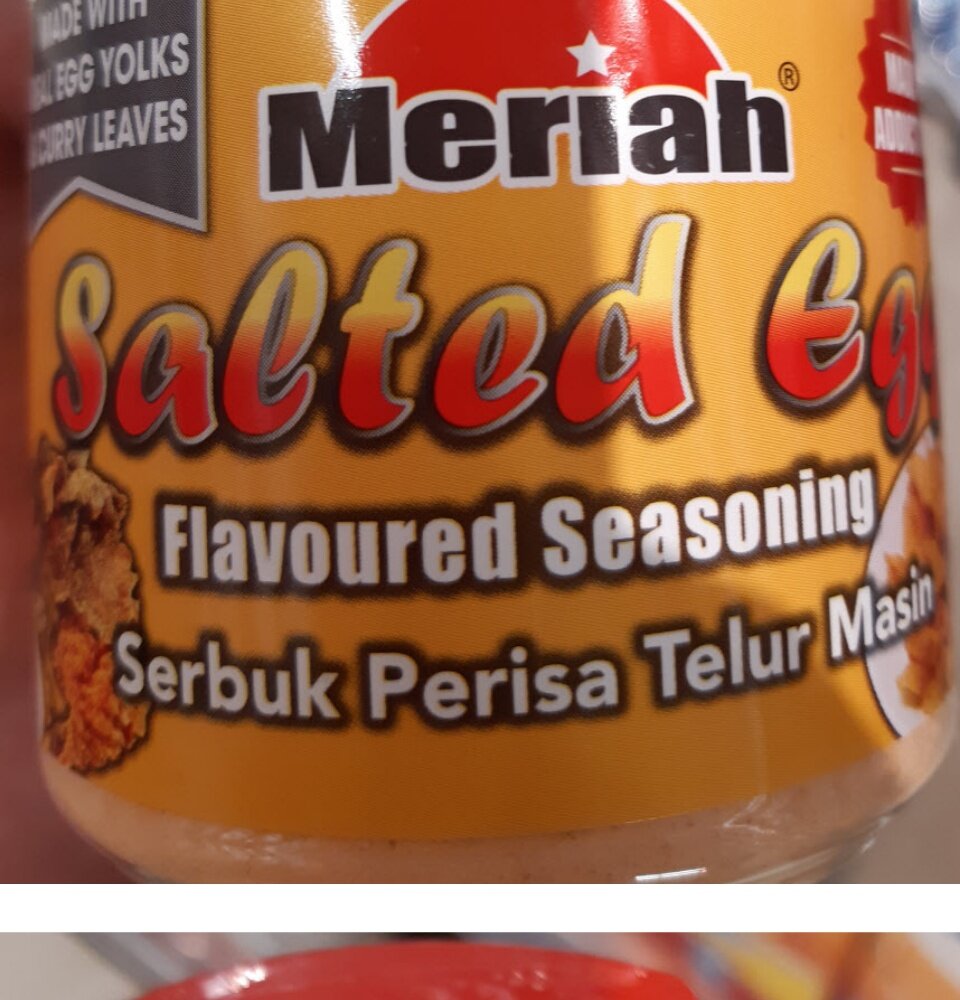 MADE WITH
EGG YOLKS
CURRY LEAVES
Meriah®
Salted
Flavoured Seasoning
Serbuk Perisa Telur Masin